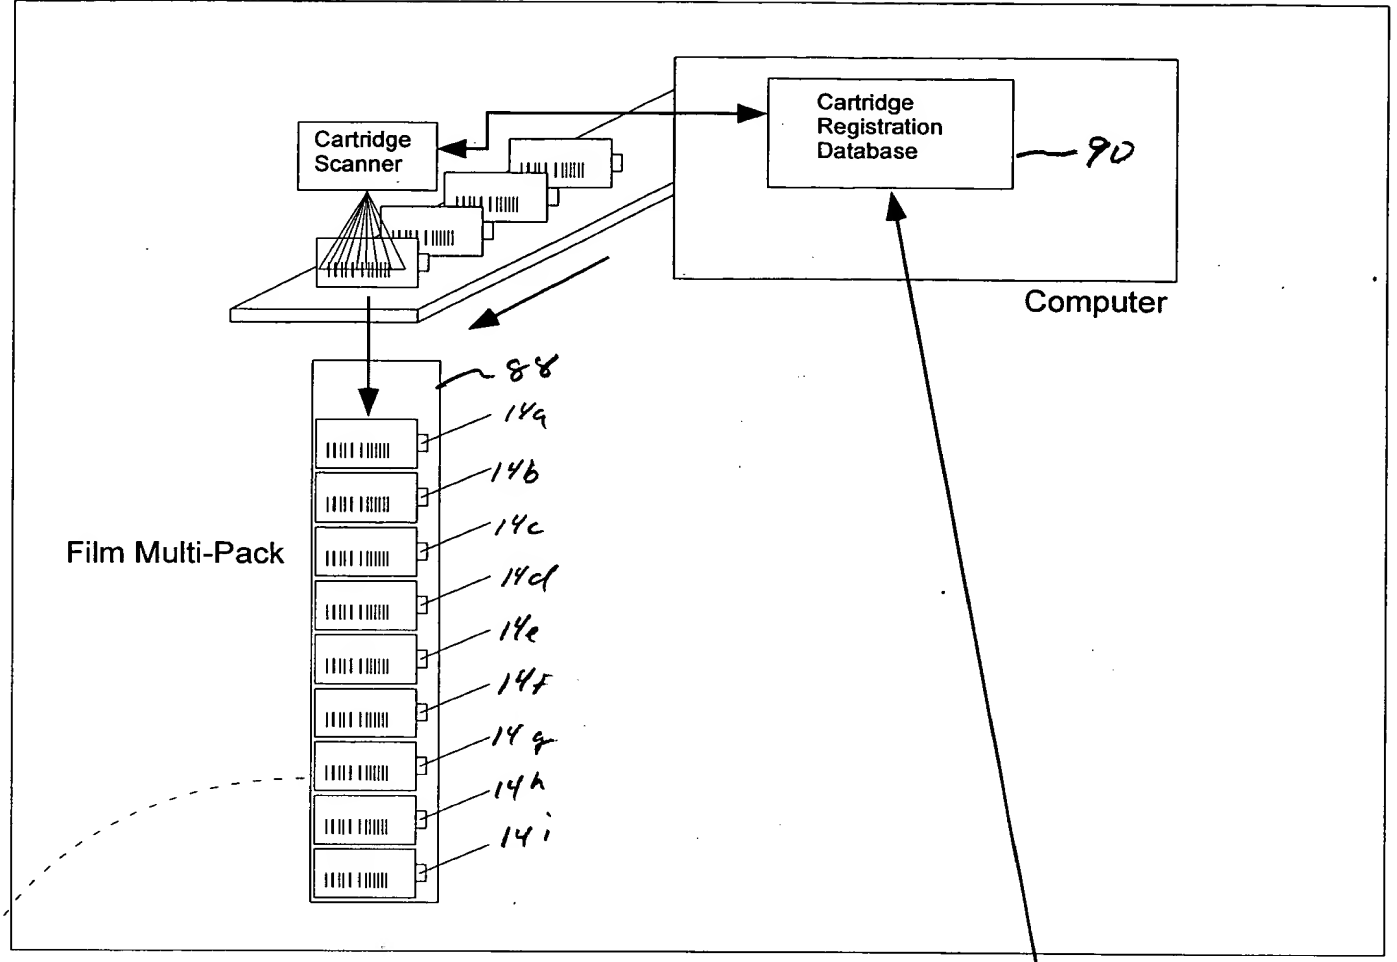 Cartridge
Registration
Database
90
Cartridge
Scanner
Computer
88
14a
14b
14c
14d
14e
14f
14g
14h
14i
Film Multi-Pack